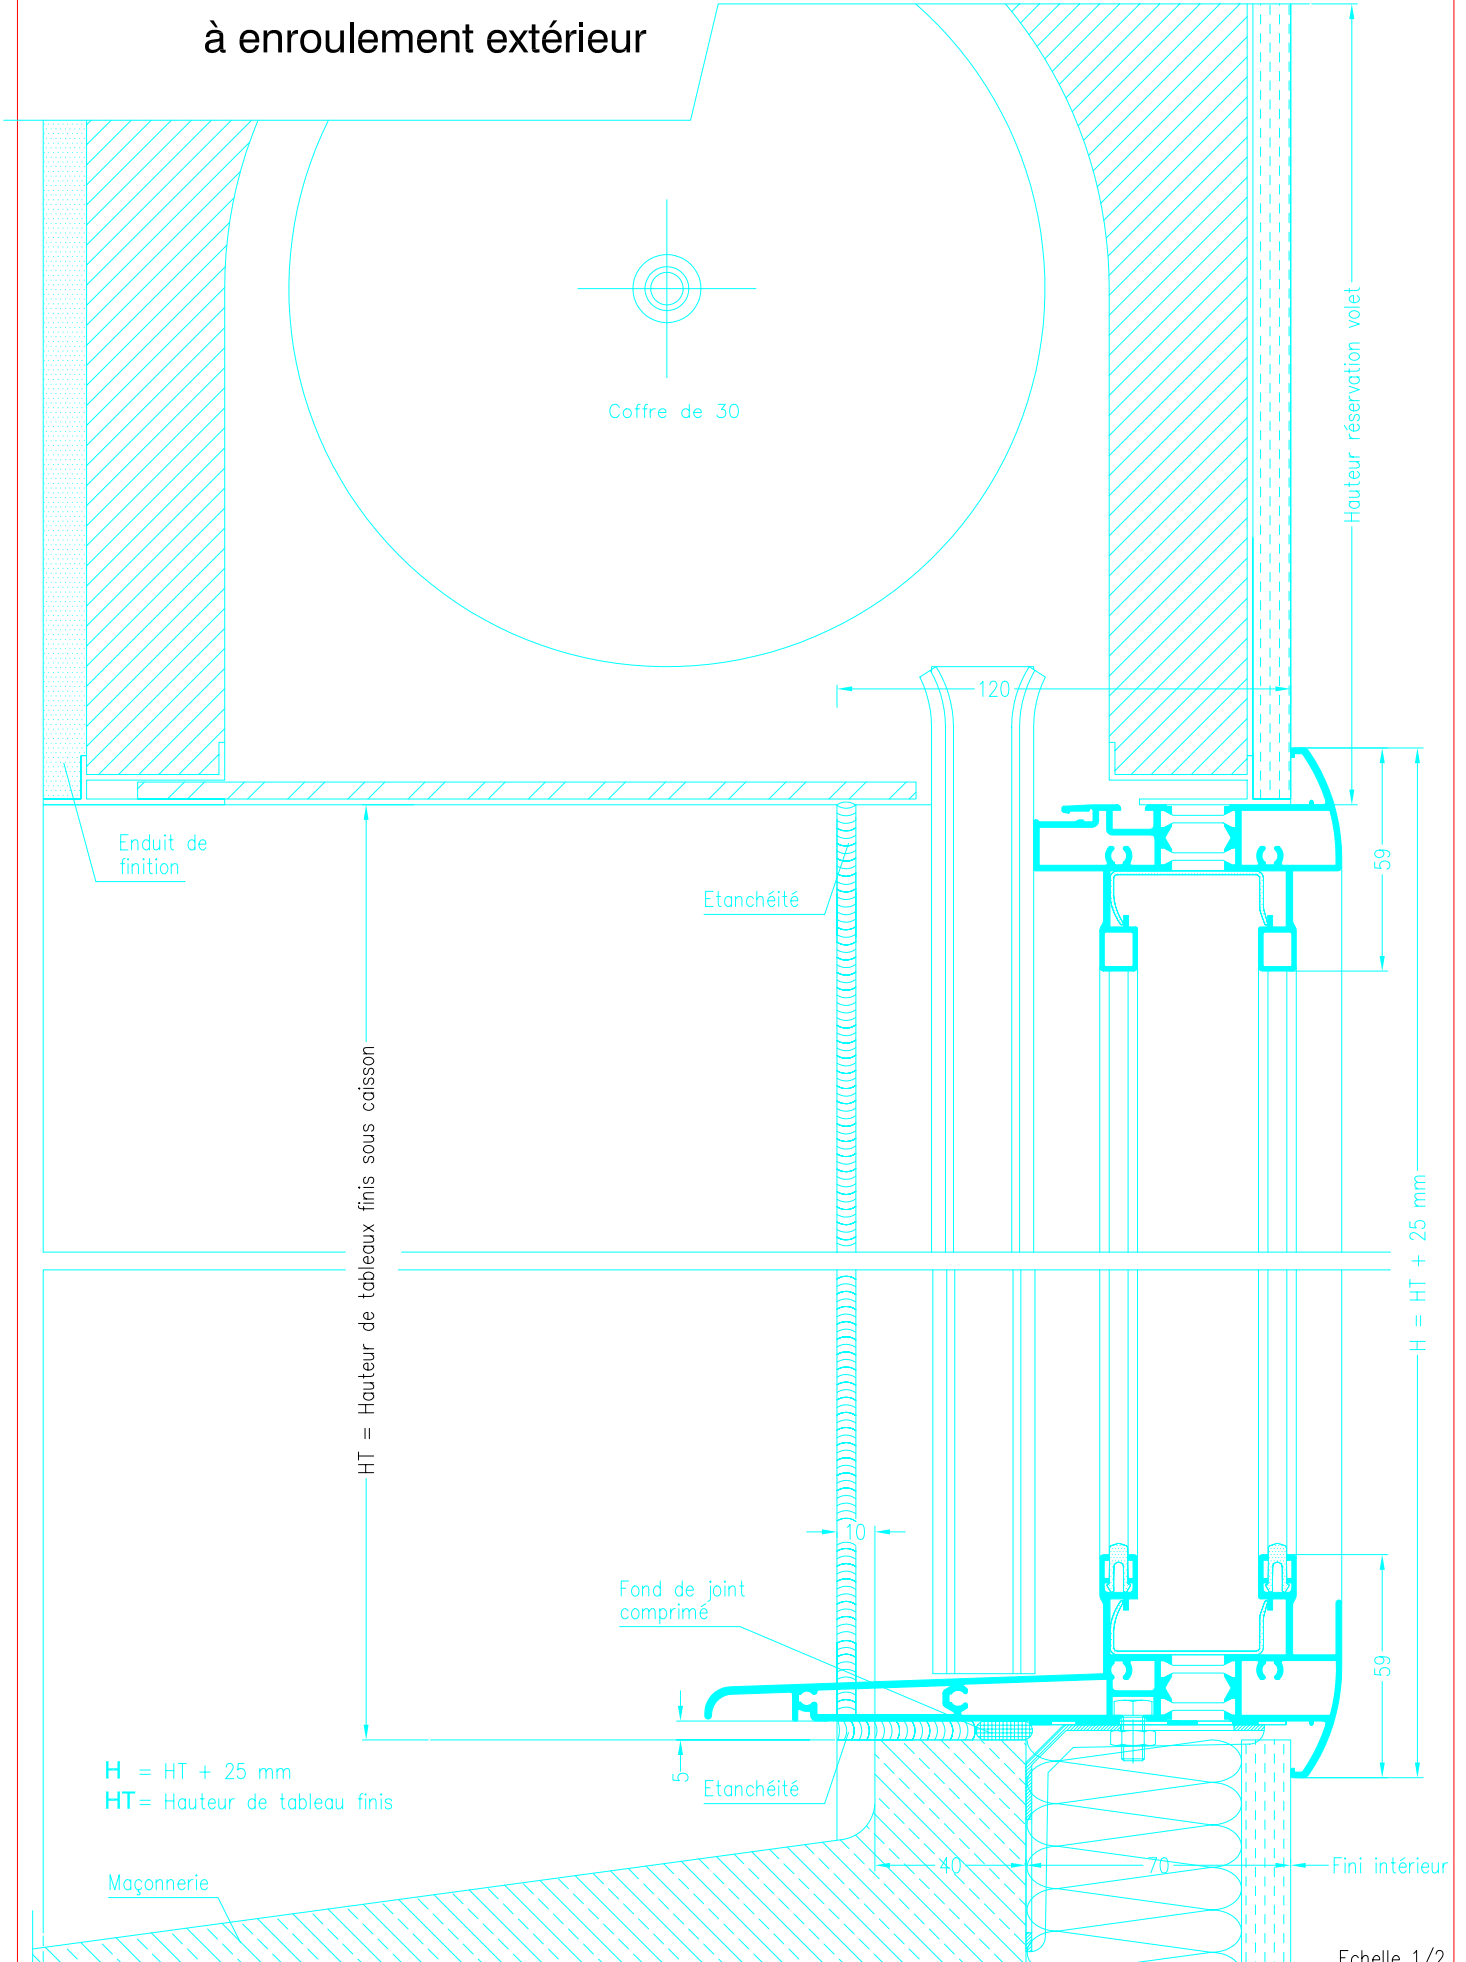 à enroulement extérieur
Coffre de 30
Hauteur réservation volet
120
Enduit de
finition
Etanchéité
59
HT = Hauteur de tableaux finis sous caisson
H = HT + 25 mm
10
Fond de joint
comprimé
59
5
Etanchéité
H = HT + 25 mm
HT= Hauteur de tableau finis
Maçonnerie
40
70
Fini intérieur
Echelle 1/2